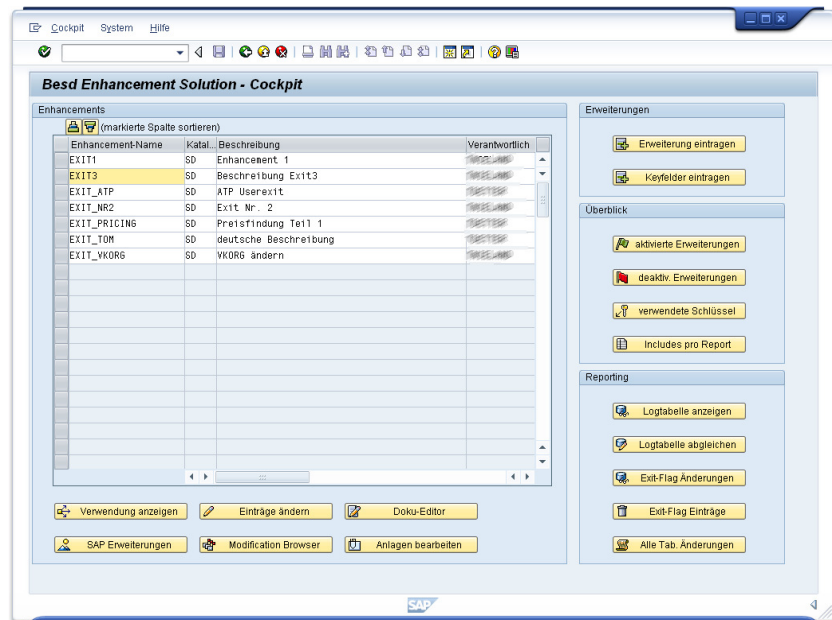 Cockpit System Hilfe
Besd Enhancement Solution - Cockpit
Enhancements
(markierte Spalte sortieren)
Enhancement-Name Katal... Beschreibung Verantwortlich
EXIT1 SD Enhancement 1
EXIT3 SD Beschreibung Exit3
EXIT_ATP SD ATP Userexit
EXIT_NR2 SD Exit Nr. 2
EXIT_PRICING SD Preisfindung Teil 1
EXIT_TOM SD deutsche Beschreibung
EXIT_VKORG SD VKORG ändern
Verwendung anzeigen Einträge ändern Doku-Editor
SAP Erweiterungen Modification Browser Anlagen bearbeiten
Erweiterungen
Erweiterung eintragen
Keyfelder eintragen
Überblick
aktivierte Erweiterungen
deaktiv. Erweiterungen
verwendete Schlüssel
Includes pro Report
Reporting
Logtabelle anzeigen
Logtabelle abgleichen
Exit-Flag Änderungen
Exit-Flag Einträge
Alle Tab. Änderungen
SAP